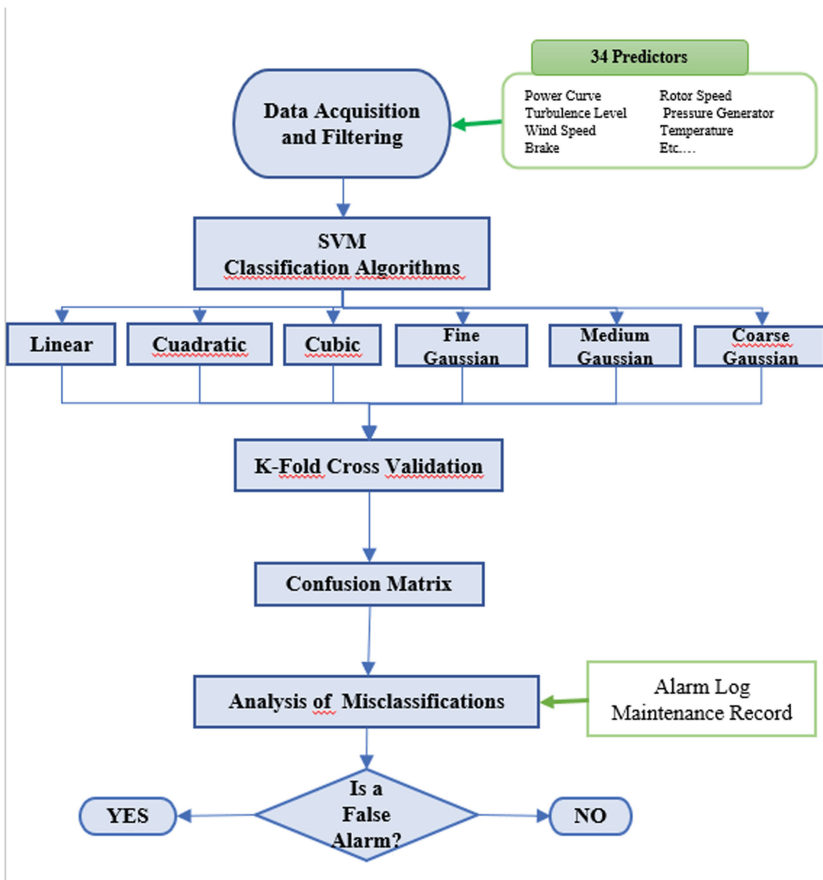 34 Predictors
Data Acquisition
and Filtering
Power Curve Rotor Speed
Turbulence Level Pressure Generator
Wind Speed Temperature
Brake Etc.…
SVM
Classification Algorithms
Linear
Cuadratic
Cubic
Fine
Gaussian
Medium
Gaussian
Coarse
Gaussian
K-Fold Cross Validation
Confusion Matrix
Analysis of Misclassifications
Alarm Log
Maintenance Record
Is a
False
Alarm?
YES
NO